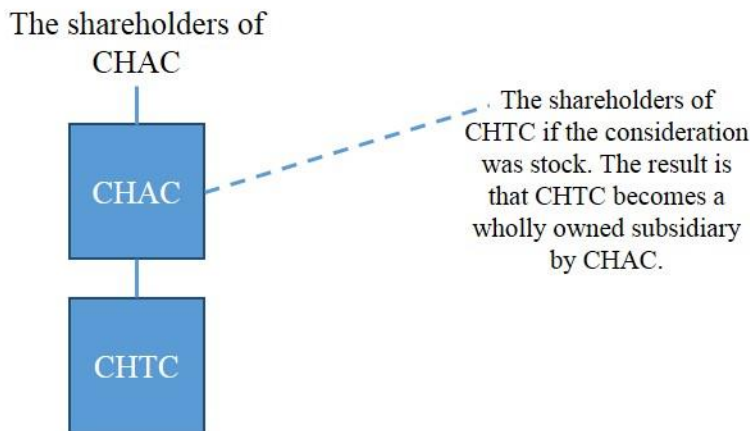 The shareholders of
CHAC
CHAC
The shareholders of
CHTC if the consideration
was stock. The result is
that CHTC becomes a
wholly owned subsidiary
by CHAC.
CHTC